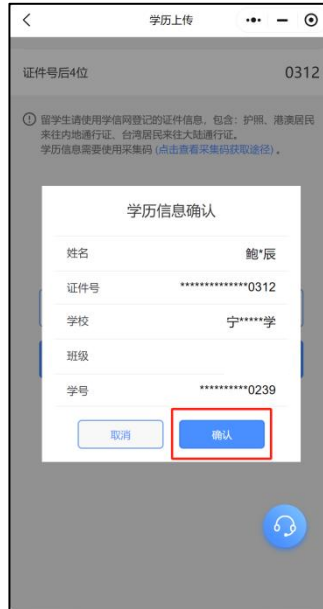 学历上传
证件号后4位 0312
留学生请使用学信网登记的证件信息，包含：护照、港澳居民
来往内地通行证、台湾居民来往大陆通行证。
学历信息需要使用采集码 (点击查看采集码获取途径) 。
学历信息确认
姓名 鲍*辰
证件号 **************0312
学校 宁*****学
班级
学号 **********0239
取消 确认